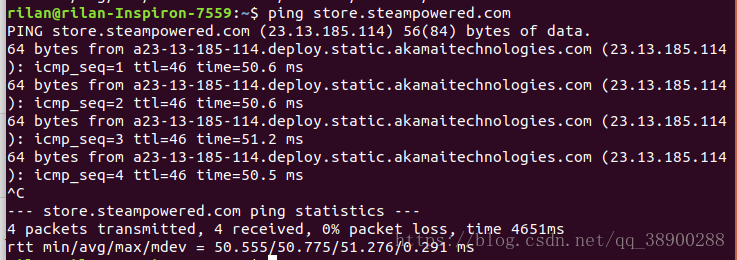 rilan@rilan-Inspiron-7559:~$ ping store.steampowered.com
PING store.steampowered.com (23.13.185.114) 56(84) bytes of data.
64 bytes from a23-13-185-114.deploy.static.akamaitechnologies.com (23.13.185.114
): icmp_seq=1 ttl=46 time=50.6 ms
64 bytes from a23-13-185-114.deploy.static.akamaitechnologies.com (23.13.185.114
): icmp_seq=2 ttl=46 time=50.6 ms
64 bytes from a23-13-185-114.deploy.static.akamaitechnologies.com (23.13.185.114
): icmp_seq=3 ttl=46 time=51.2 ms
64 bytes from a23-13-185-114.deploy.static.akamaitechnologies.com (23.13.185.114
): icmp_seq=4 ttl=46 time=50.5 ms
^C
--- store.steampowered.com ping statistics ---
4 packets transmitted, 4 received, 0% packet loss, time 4651ms
rtt min/avg/max/mdev = 50.555/50.775/51.276/0.291 ms
https://blog.csdn.net/qq_38900288